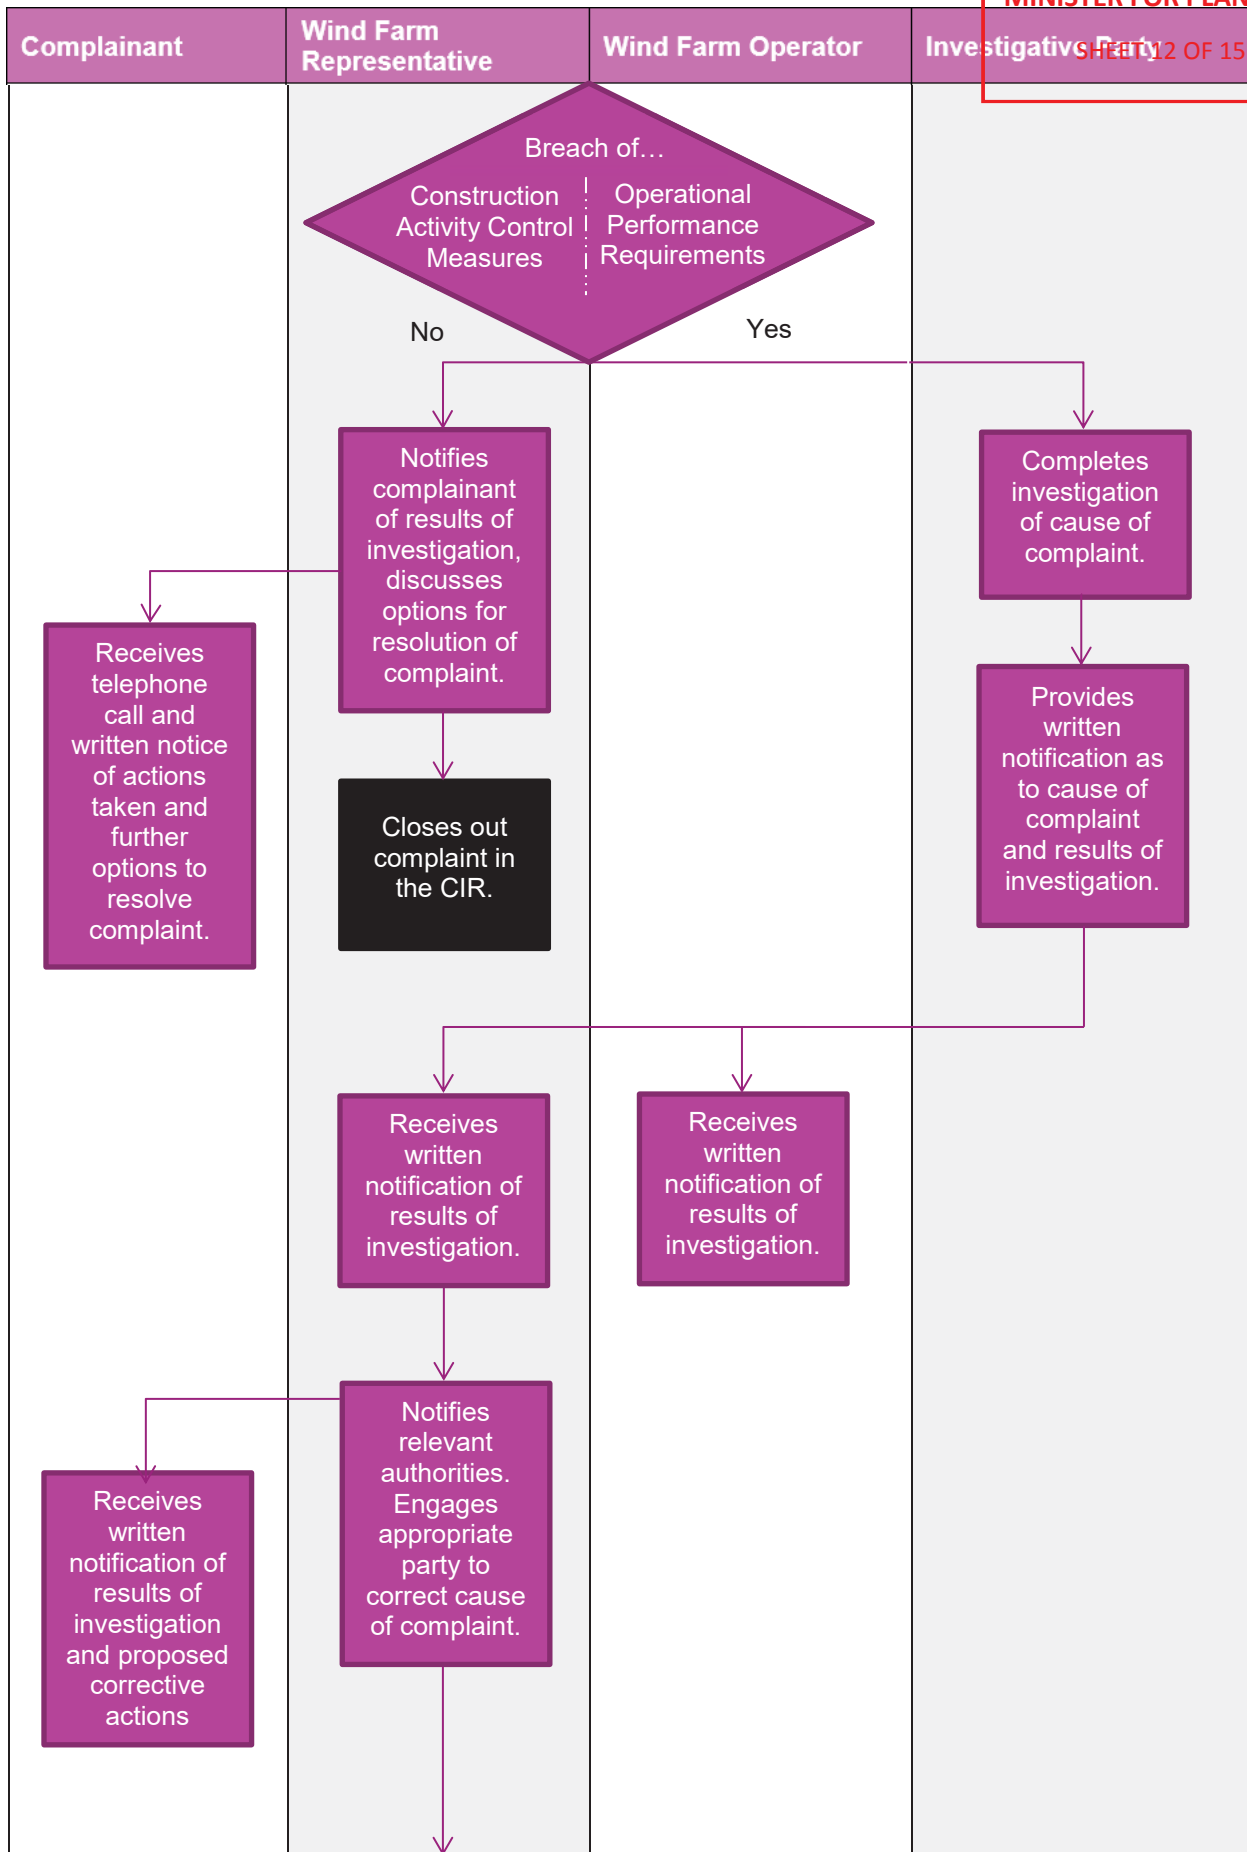 MINISTER FOR PLAN
SHEET 12 OF 15
Complainant
Wind Farm
Representative
Wind Farm Operator
Investigative Party
Breach of…
Construction
Activity Control
Measures
Operational
Performance
Requirements
No
Yes
Notifies
complainant
of results of
investigation,
discusses
options for
resolution of
complaint.
Completes
investigation
of cause of
complaint.
Receives
telephone
call and
written notice
of actions
taken and
further
options to
resolve
complaint.
Provides
written
notification as
to cause of
complaint
and results of
investigation.
Closes out
complaint in
the CIR.
Receives
written
notification of
results of
investigation.
Receives
written
notification of
results of
investigation.
Notifies
relevant
authorities.
Engages
appropriate
party to
correct cause
of complaint.
Receives
written
notification of
results of
investigation
and proposed
corrective
actions